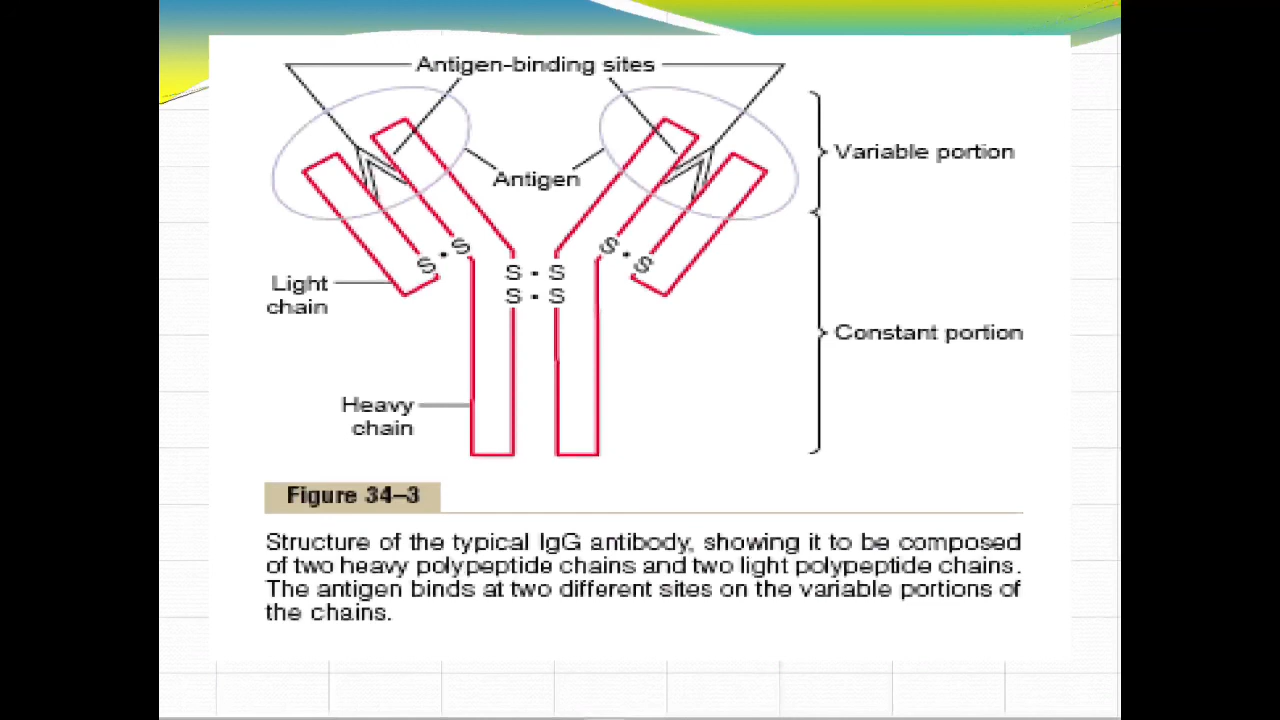 Antigen-binding sites
Variable portion
Antigen
S · S
S · S
S · S
S · S
Light
chain
Constant portion
Heavy
chain
Figure 34–3
Structure of the typical IgG antibody, showing it to be composed
of two heavy polypeptide chains and two light polypeptide chains.
The antigen binds at two different sites on the variable portions of
the chains.